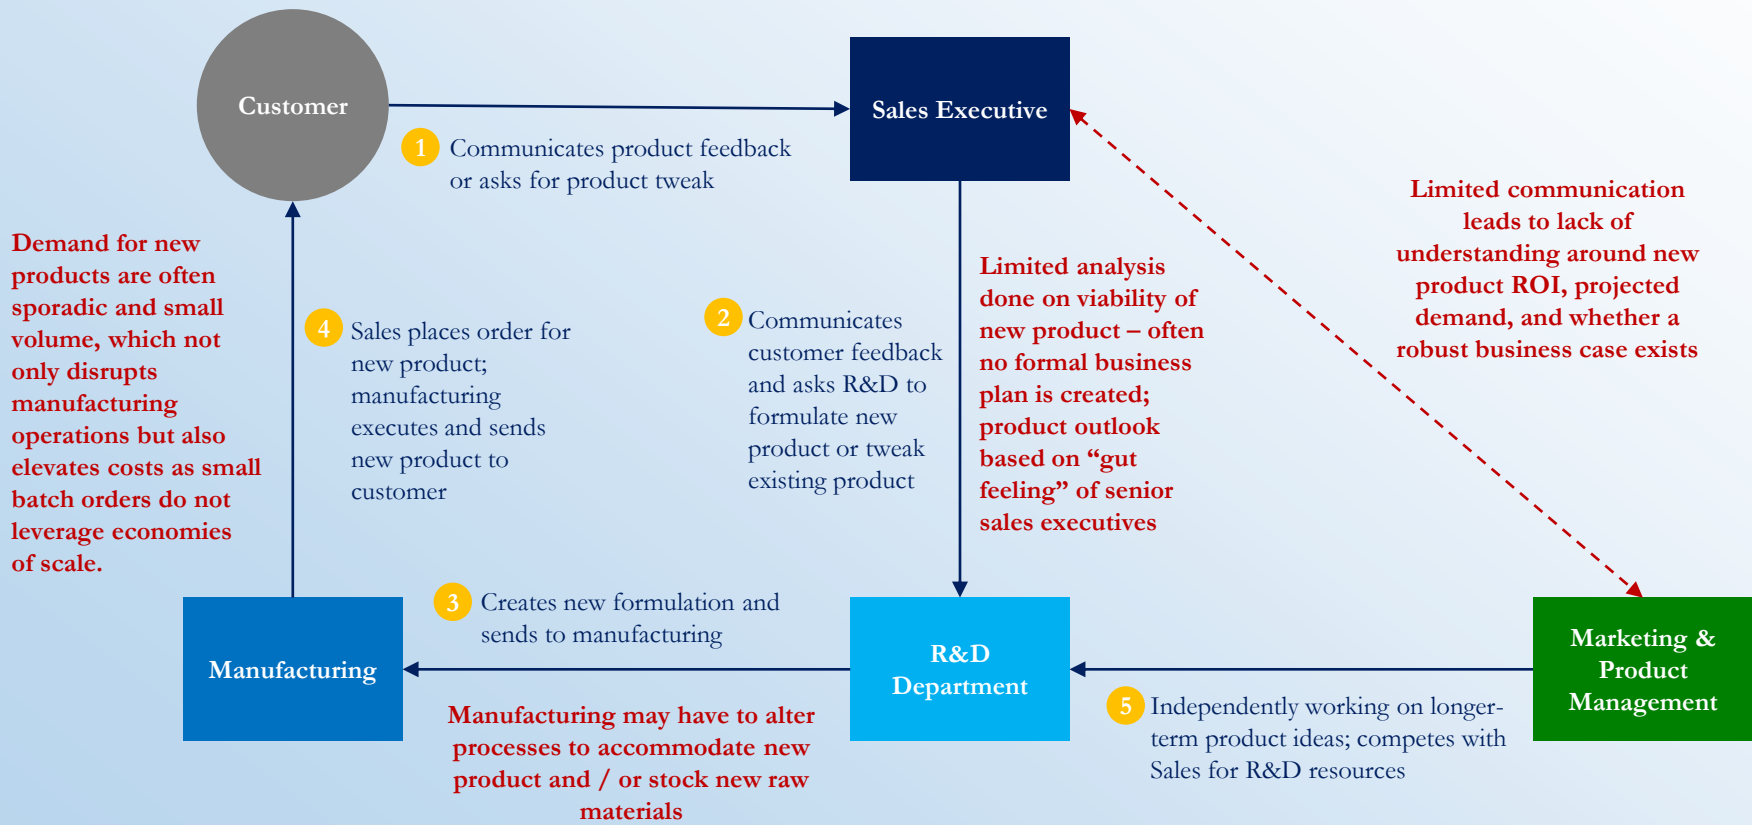 Customer
Sales Executive
1
Communicates product feedback
or asks for product tweak
Limited communication
leads to lack of
understanding around new
product ROI, projected
demand, and whether a
robust business case exists
Demand for new
products are often
sporadic and small
volume, which not
only disrupts
manufacturing
operations but also
elevates costs as small
batch orders do not
leverage economies
of scale.
4
Sales places order for
new product;
manufacturing
executes and sends
new product to
customer
2
Communicates
customer feedback
and asks R&D to
formulate new
product or tweak
existing product
Limited analysis
done on viability of
new product – often
no formal business
plan is created;
product outlook
based on “gut
feeling” of senior
sales executives
Manufacturing
3
Creates new formulation and
sends to manufacturing
Manufacturing may have to alter
processes to accommodate new
product and / or stock new raw
materials
R&D
Department
5
Independently working on longer-
term product ideas; competes with
Sales for R&D resources
Marketing &
Product
Management